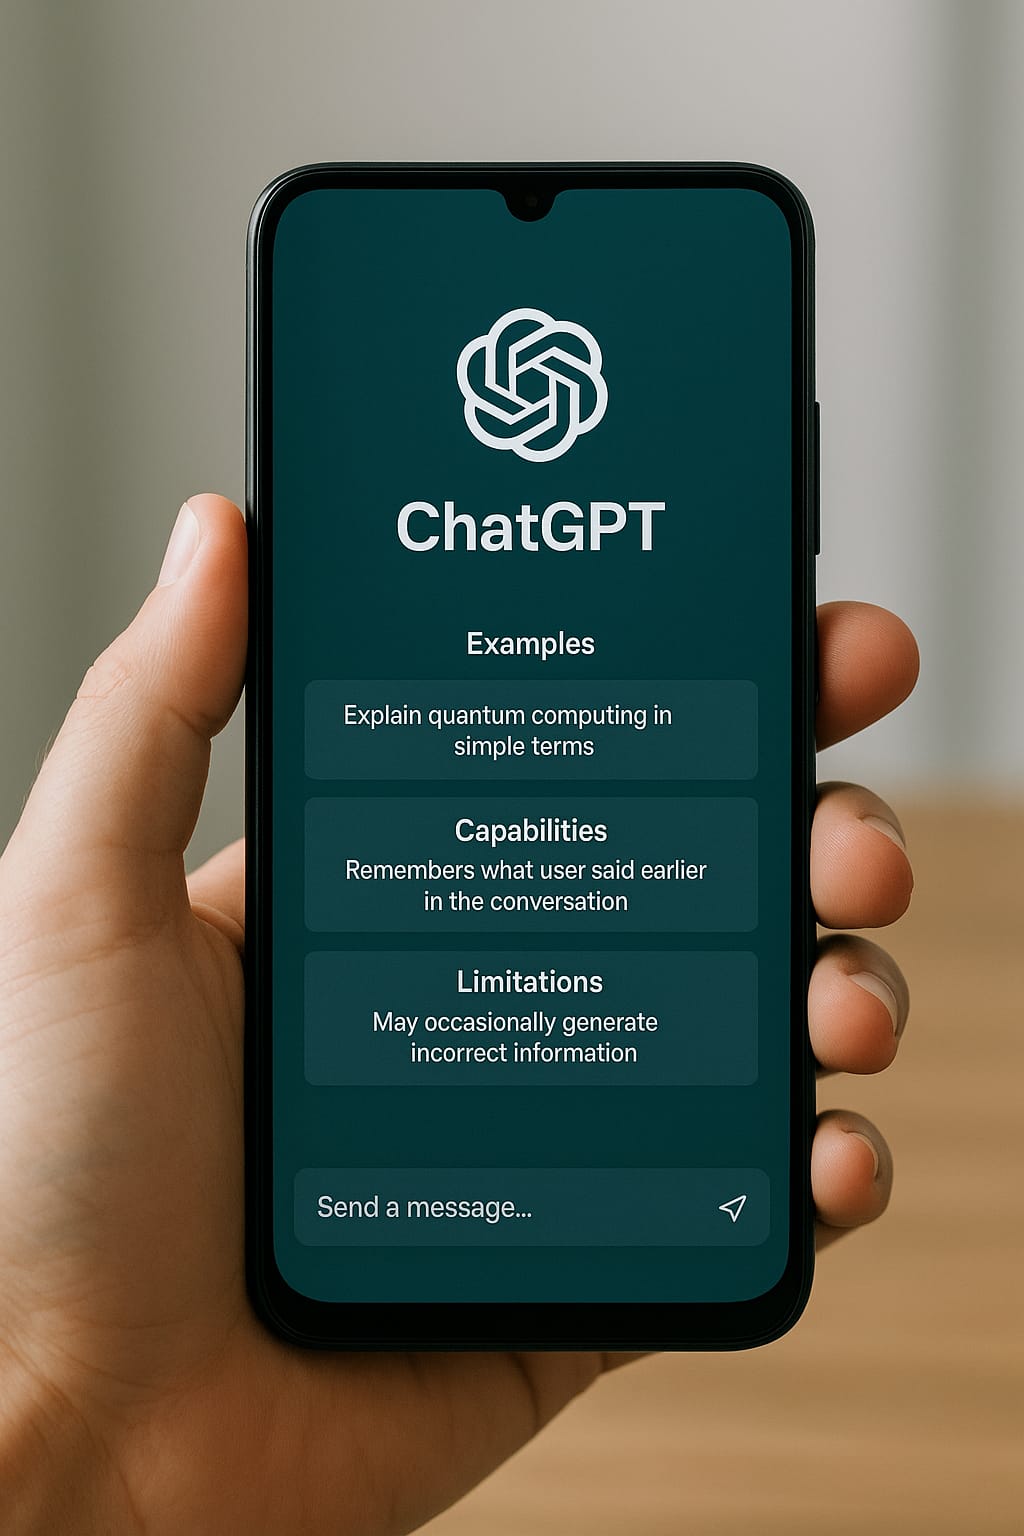 ChatGPT
Examples
Explain quantum computing in
simple terms
Capabilities
Remembers what user said earlier
in the conversation
Limitations
May occasionally generate
incorrect information
Send a message...